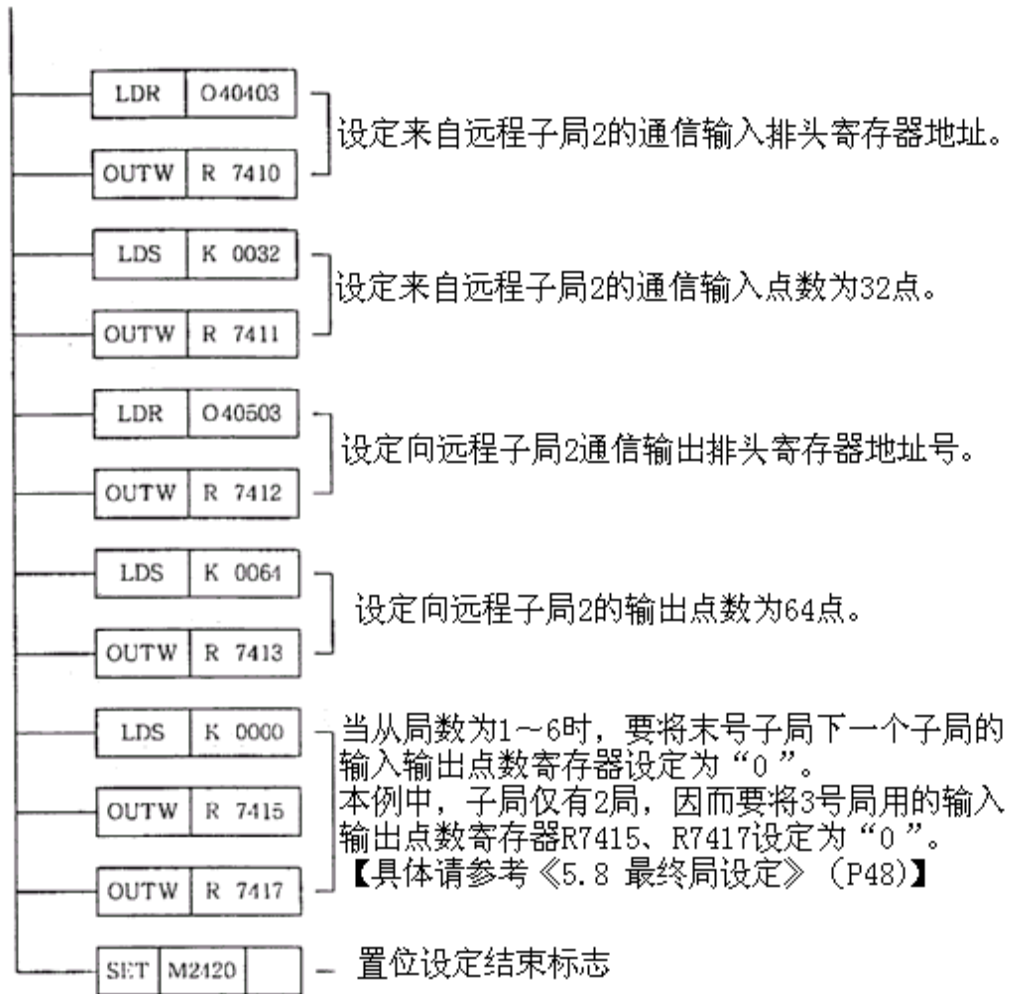 LDR O40403
设定来自远程子局2的通信输入排头寄存器地址。
OUTW R 7410
LDS K 0032
设定来自远程子局2的通信输入点数为32点。
OUTW R 7411
LDR O40503
设定向远程子局2通信输出排头寄存器地址号。
OUTW R 7412
LDS K 0064
设定向远程子局2的输出点数为64点。
OUTW R 7413
LDS K 0000
当从局数为1～6时，要将末号子局下一个子局的
输入输出点数寄存器设定为“0”。
OUTW R 7415
本例中，子局仅有2局，因而要将3号局用的输入
输出点数寄存器R7415、R7417设定为“0”。
OUTW R 7417
【具体请参考《5.8 最终局设定》（P48)】
SET M2420
置位设定结束标志